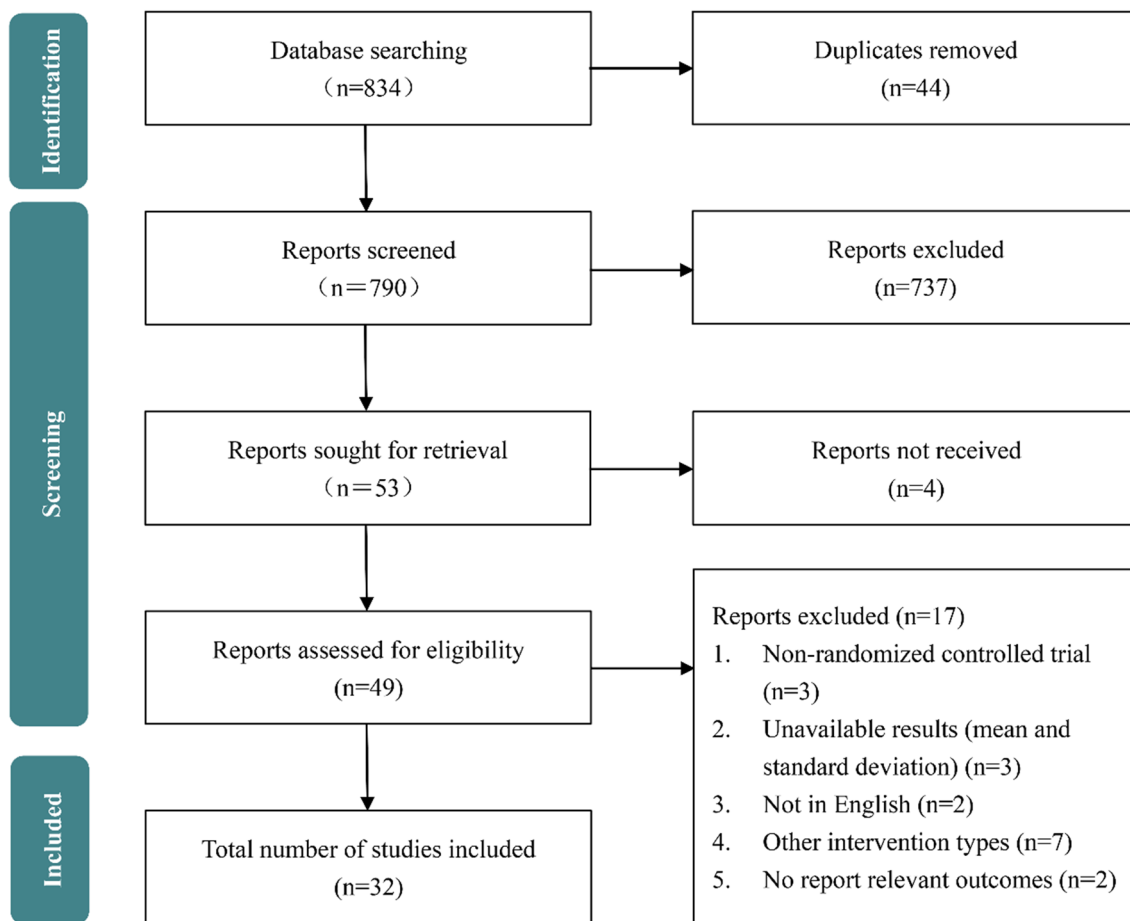 Identification
Database searching
（n=834）
Duplicates removed
(n=44)
Screening
Reports screened
（n＝790）
Reports excluded
(n=737)
Reports sought for retrieval
（n＝53）
Reports not received
(n=4)
Reports assessed for eligibility
(n=49)
Reports excluded (n=17)
1. Non-randomized controlled trial
(n=3)
2. Unavailable results (mean and
standard deviation) (n=3)
3. Not in English (n=2)
4. Other intervention types (n=7)
5. No report relevant outcomes (n=2)
Included
Total number of studies included
(n=32)